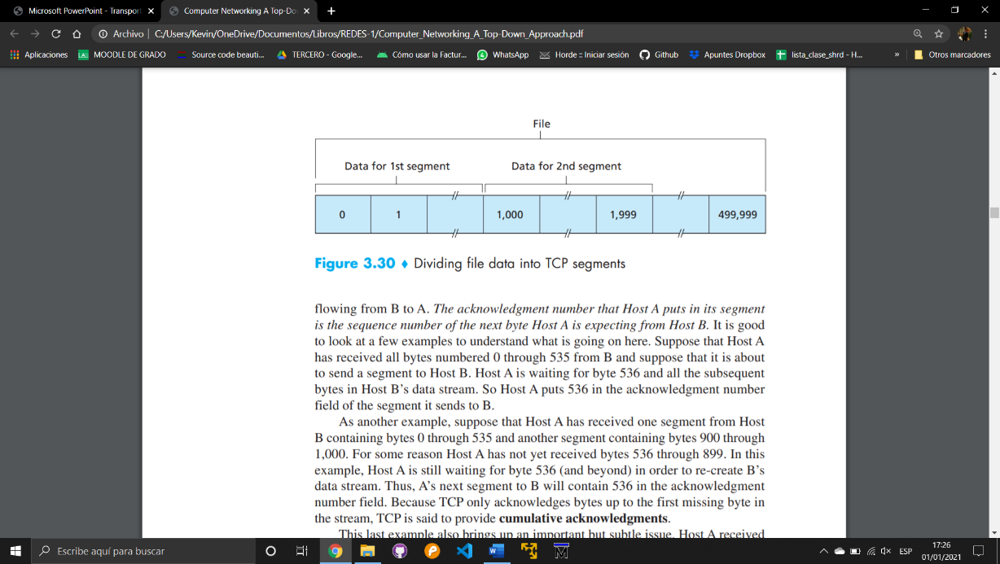 Microsoft PowerPoint - Transport
Computer Networking A Top-Do
Archivo
C:/Users/Kevin/OneDrive/Documentos/Libros/REDES-1/Computer_Networking_A_Top-Down_Approach.pdf
Aplicaciones
MOODLE DE GRADO
Source code beauti...
TERCERO - Google...
Cómo usar la Factur...
WhatsApp
Horde :: Iniciar sesión
Github
Apuntes Dropbox
lista_clase_shrd - H...
»
Otros marcadores
File
Data for 1st segment
Data for 2nd segment
0
1
1,000
1,999
499,999
Figure 3.30 ♦ Dividing file data into TCP segments
flowing from B to A. The acknowledgment number that Host A puts in its segment
is the sequence number of the next byte Host A is expecting from Host B. It is good
to look at a few examples to understand what is going on here. Suppose that Host A
has received all bytes numbered 0 through 535 from B and suppose that it is about
to send a segment to Host B. Host A is waiting for byte 536 and all the subsequent
bytes in Host B's data stream. So Host A puts 536 in the acknowledgment number
field of the segment it sends to B.
As another example, suppose that Host A has received one segment from Host
B containing bytes 0 through 535 and another segment containing bytes 900 through
1,000. For some reason Host A has not yet received bytes 536 through 899. In this
example, Host A is still waiting for byte 536 (and beyond) in order to re-create B's
data stream. Thus, A's next segment to B will contain 536 in the acknowledgment
number field. Because TCP only acknowledges bytes up to the first missing byte in
the stream, TCP is said to provide cumulative acknowledgments.
This last example also brings up an important but subtle issue. Host A received
Escribe aquí para buscar
ESP
17:26
01/01/2021